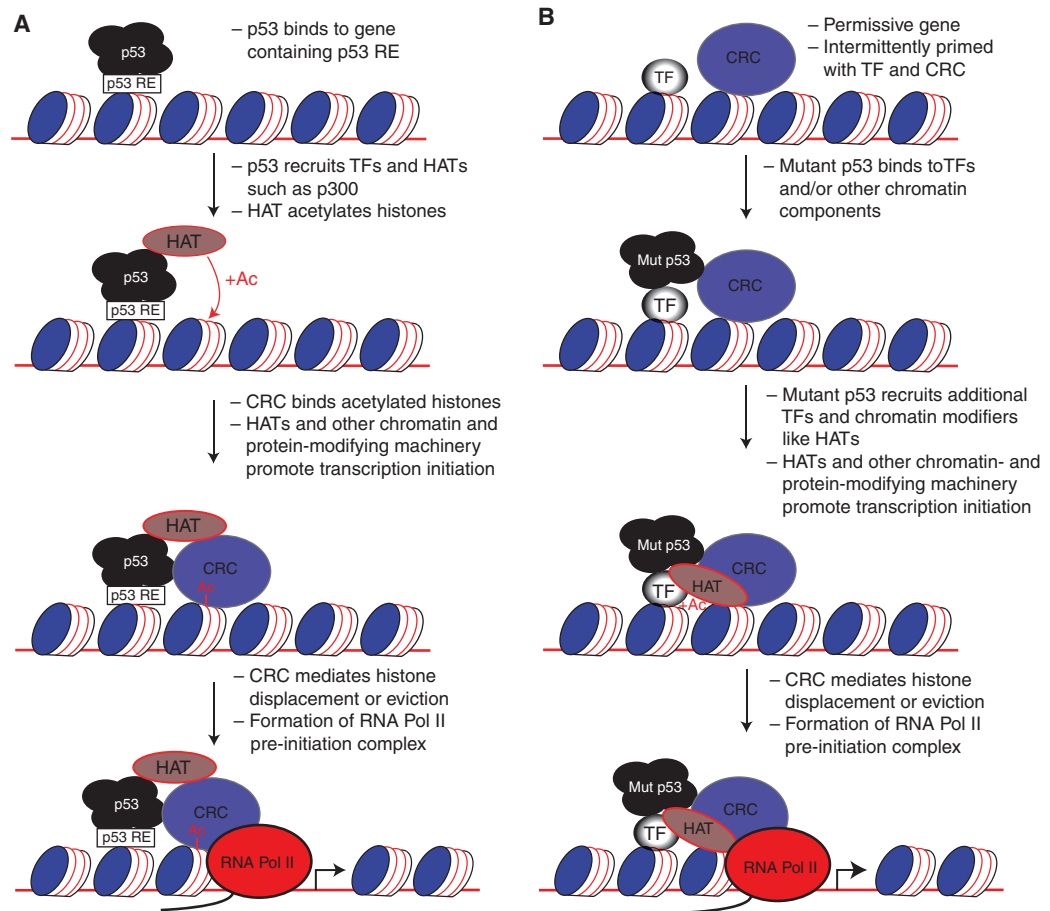 A
p53
p53 RE
– p53 binds to gene
containing p53 RE
– p53 recruits TFs and HATs
such as p300
– HAT acetylates histones
HAT
p53
+Ac
p53 RE
– CRC binds acetylated histones
– HATs and other chromatin and
protein-modifying machinery
promote transcription initiation
HAT
p53
CRC
Ac
p53 RE
– CRC mediates histone
displacement or eviction
– Formation of RNA Pol II
pre-initiation complex
HAT
p53
CRC
Ac
p53 RE
RNA Pol II
B
TF
CRC
– Permissive gene
– Intermittently primed
with TF and CRC
– Mutant p53 binds toTFs
and/or other chromatin
components
Mut p53
TF
CRC
– Mutant p53 recruits additional
TFs and chromatin modifiers
like HATs
– HATs and other chromatin- and
protein-modifying machinery
promote transcription initiation
Mut p53
CRC
TF
HAT
+Ac
– CRC mediates histone
displacement or eviction
– Formation of RNA Pol II
pre-initiation complex
Mut p53
CRC
TF
HAT
RNA Pol II